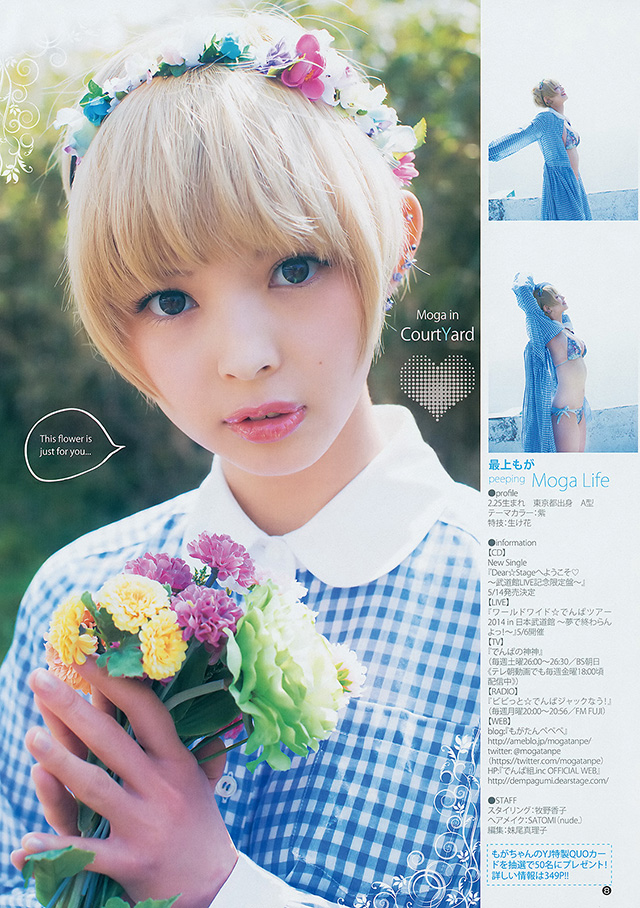 Moga in
CourtYard
This flower is
just for you...
最上もが
peeping Moga Life
●profile
2.25生まれ 東京都出身 A型
テーマカラー：紫
特技：生け花
●information
【CD】
New Single
『Dear☆Stageへようこそ♡
～武道館LIVE記念限定盤～』
5/14発売決定
【LIVE】
『ワールドワイド☆でんぱツアー
2014 in 日本武道館 ～夢で終わらん
よっ！～』5/6開催
【TV】
『でんぱの神神』
（毎週土曜26:00～26:30／BS朝日
《テレ朝動画でも毎週金曜18:00頃
配信中》）
【RADIO】
『ビビっと☆でんぱジャックなう！』
（毎週月曜20:00～20:56／FM FUJI）
【WEB】
blog:『もがたんぺぺぺ』
http://ameblo.jp/mogatanpe/
twitter: @mogatanpe
（https://twitter.com/mogatanpe）
HP:『でんぱ組.inc OFFICIAL WEB』
http://dempagumi.dearstage.com/
●STAFF
スタイリング：牧野香子
ヘアメイク：SATOMI（nude.）
編集：妹尾真理子
もがちゃんのYJ特製QUOカー
ドを抽選で50名にプレゼント！
詳しい情報は349P!!
8